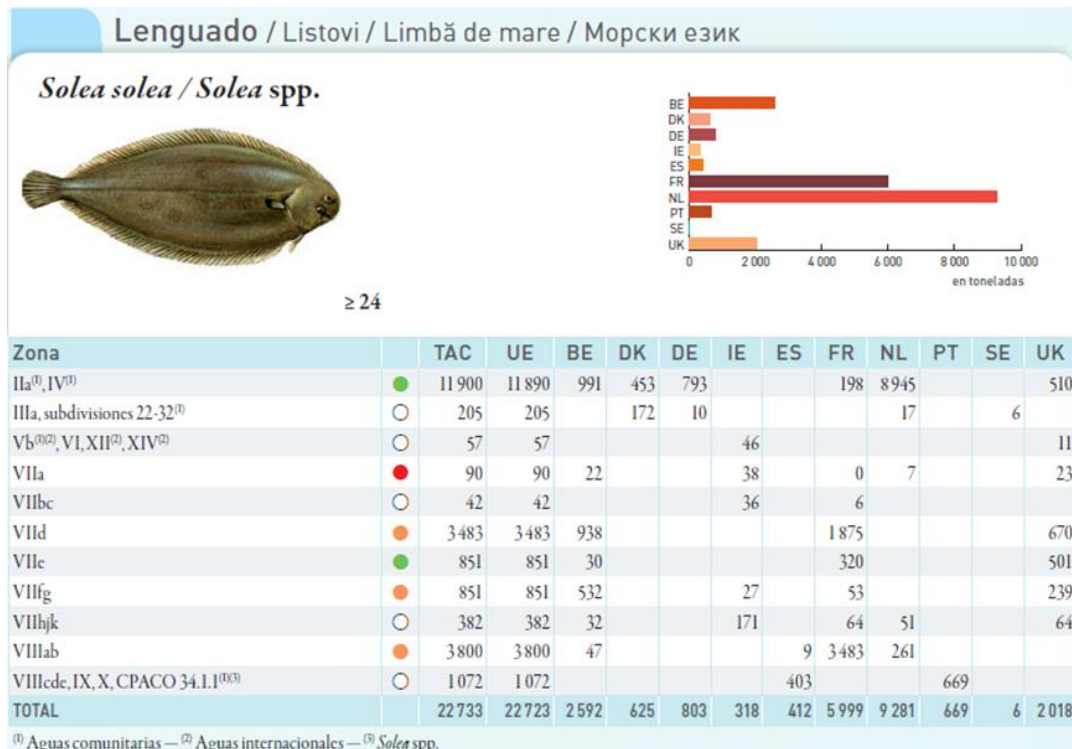 Lenguado / Listovi / Limbă de mare / Морски език
Solea solea / Solea spp.
BE
DK
DE
IE
ES
FR
NL
PT
SE
UK
0 2 000 4 000 6 000 8 000 10 000
en toneladas
≥ 24
Zona TAC UE BE DK DE IE ES FR NL PT SE UK
IIa(1), IV(1) 11 900 11 890 991 453 793 198 8 945 510
IIIa, subdivisiones 22-32(1) 205 205 172 10 17 6
Vb(1)(2), VI, XII(2), XIV(2) 57 57 46 11
VIIa 90 90 22 38 0 7 23
VIIbc 42 42 36 6
VIId 3 483 3 483 938 1 875 670
VIIe 851 851 30 320 501
VIIfg 851 851 532 27 53 239
VIIhjk 382 382 32 171 64 51 64
VIIIab 3 800 3 800 47 9 3 483 261
VIIIcde, IX, X, CPACO 34.1.1(1)(3) 1 072 1 072 403 669
TOTAL 22 733 22 723 2 592 625 803 318 412 5 999 9 281 669 6 2 018
(1) Aguas comunitarias — (2) Aguas internacionales — (3) Solea spp.